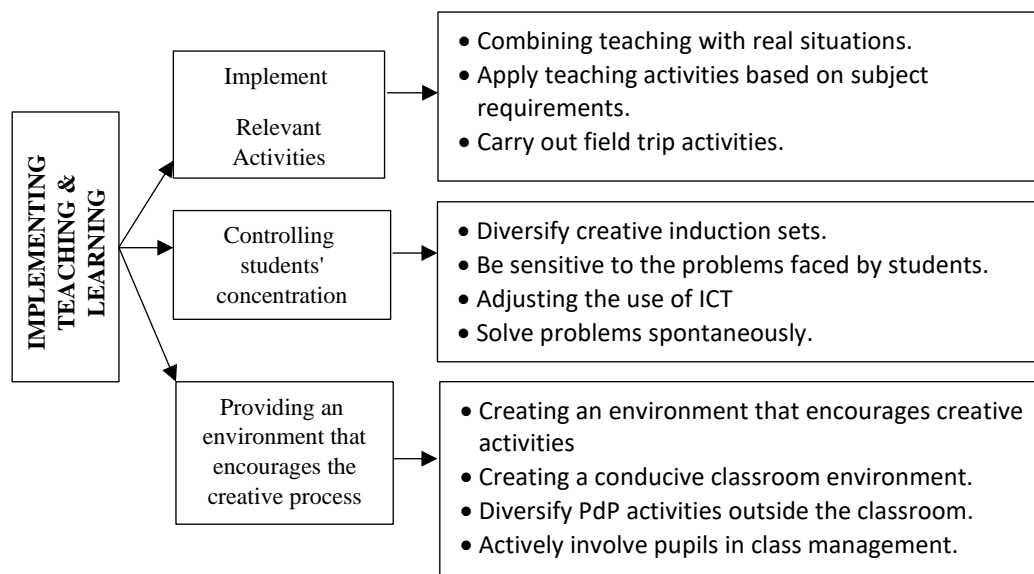 IMPLEMENTING
TEACHING &
LEARNING
Implement
Relevant
Activities
• Combining teaching with real situations.
• Apply teaching activities based on subject
requirements.
• Carry out field trip activities.
Controlling
students'
concentration
• Diversify creative induction sets.
• Be sensitive to the problems faced by students.
• Adjusting the use of ICT
• Solve problems spontaneously.
Providing an
environment that
encourages the
creative process
• Creating an environment that encourages creative
activities
• Creating a conducive classroom environment.
• Diversify PdP activities outside the classroom.
• Actively involve pupils in class management.